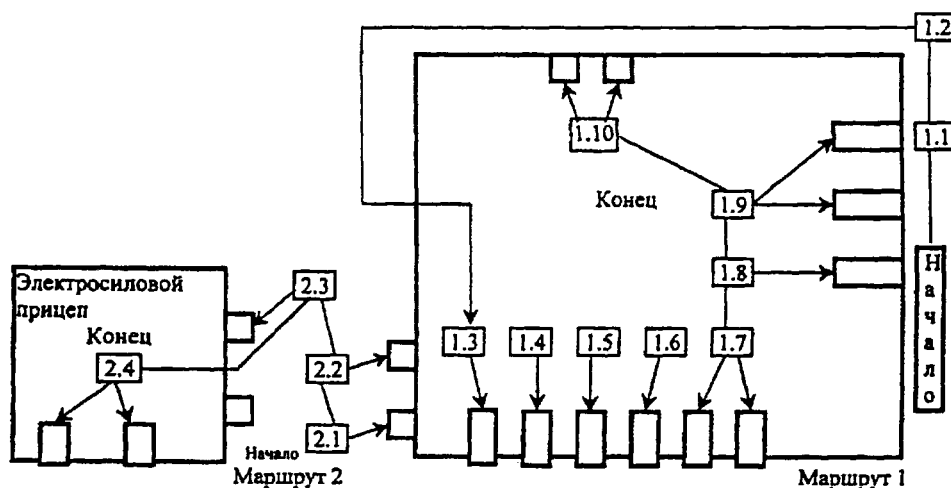 1.2
1.1
1.10
Конец
1.9
1.8
Начало
Электросиловой
прицеп
Конец
2.3
2.4
2.2
2.1
1.3
1.4
1.5
1.6
1.7
Начало
Маршрут 2
Маршрут 1